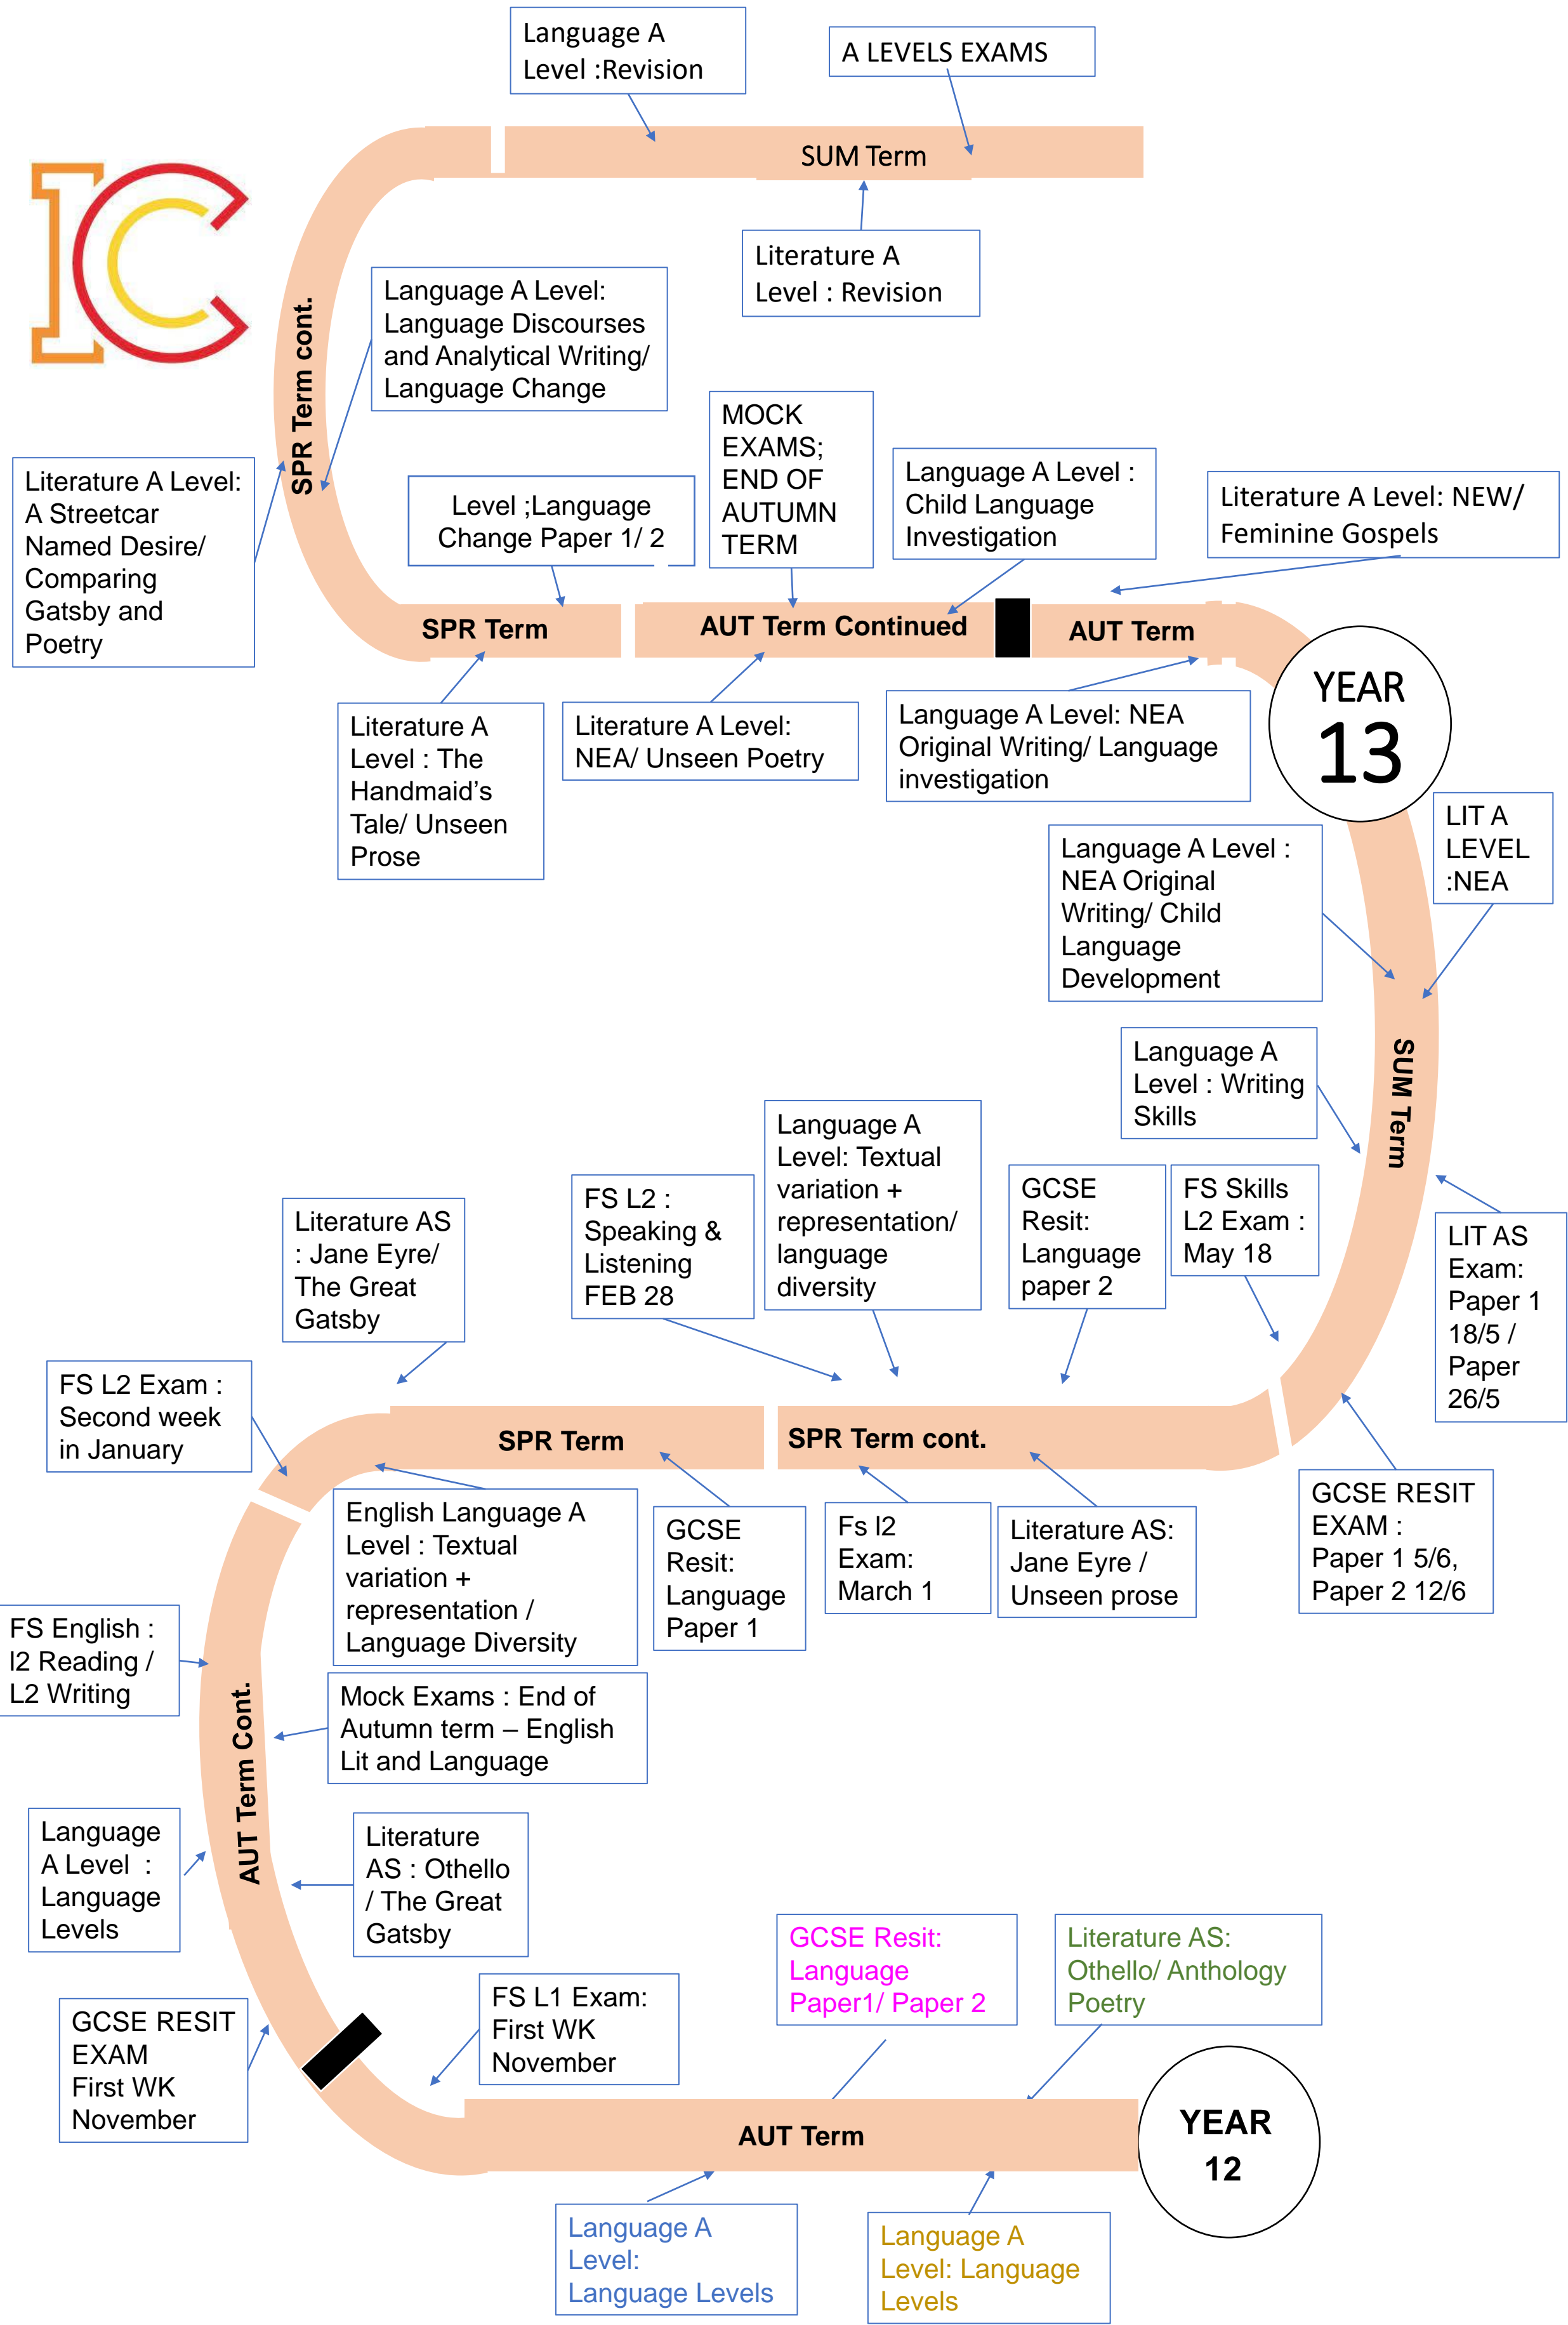 Language A
Level :Revision
A LEVELS EXAMS
SUM Term
IC
Literature A
Level : Revision
Language A Level:
Language Discourses
and Analytical Writing/
Language Change
SPR Term cont.
MOCK
EXAMS;
END OF
AUTUMN
TERM
Language A Level :
Child Language
Investigation
Literature A Level: NEW/
Feminine Gospels
Literature A Level:
A Streetcar
Named Desire/
Comparing
Gatsby and
Poetry
Level ;Language
Change Paper 1/ 2
SPR Term
AUT Term Continued
AUT Term
YEAR
13
Literature A
Level : The
Handmaid’s
Tale/ Unseen
Prose
Literature A Level:
NEA/ Unseen Poetry
Language A Level: NEA
Original Writing/ Language
investigation
LIT A
LEVEL
:NEA
Language A Level :
NEA Original
Writing/ Child
Language
Development
SUM Term
Language A
Level : Writing
Skills
Language A
Level: Textual
variation +
representation/
language
diversity
FS L2 :
Speaking &
Listening
FEB 28
GCSE
Resit:
Language
paper 2
FS Skills
L2 Exam :
May 18
Literature AS
: Jane Eyre/
The Great
Gatsby
LIT AS
Exam:
Paper 1
18/5 /
Paper
26/5
FS L2 Exam :
Second week
in January
SPR Term
SPR Term cont.
English Language A
Level : Textual
variation +
representation /
Language Diversity
GCSE
Resit:
Language
Paper 1
Fs l2
Exam:
March 1
Literature AS:
Jane Eyre /
Unseen prose
GCSE RESIT
EXAM :
Paper 1 5/6,
Paper 2 12/6
FS English :
l2 Reading /
L2 Writing
Mock Exams : End of
Autumn term – English
Lit and Language
AUT Term Cont.
Language
A Level :
Language
Levels
Literature
AS : Othello
/ The Great
Gatsby
GCSE Resit:
Language
Paper1/ Paper 2
Literature AS:
Othello/ Anthology
Poetry
FS L1 Exam:
First WK
November
GCSE RESIT
EXAM
First WK
November
AUT Term
YEAR
12
Language A
Level:
Language Levels
Language A
Level: Language
Levels